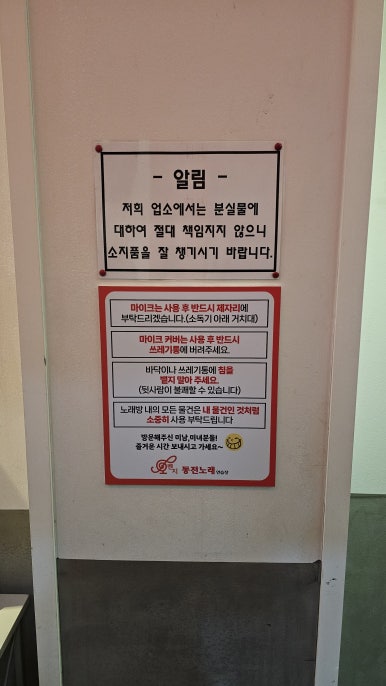 - 알림 -
저희 업소에서는 분실물에
대하여 절대 책임지지 않으니
소지품을 잘 챙기시기 바랍니다.
마이크는 사용 후 반드시 제자리에
부탁드리겠습니다.(소독기 아래 거치대)
마이크 커버는 사용 후 반드시
쓰레기통에 버려주세요.
바닥이나 쓰레기통에 침을
뱉지 말아 주세요.
(뒷사람이 불쾌할 수 있습니다)
노래방 내의 모든 물건은 내 물건인 것처럼
소중히 사용 부탁드립니다
방문해주신 미남,미녀분들!
즐거운 시간 보내시고 가세요~
동전노래연습장